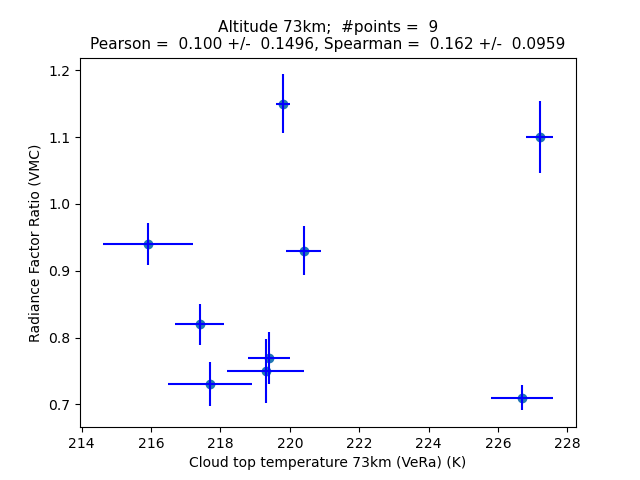 Altitude 73km;  #points =  9
Pearson =  0.100 +/-  0.1496, Spearman =  0.162 +/-  0.0959
1.2
1.1
1.0
0.9
0.8
0.7
Radiance Factor Ratio (VMC)
214 216 218 220 222 224 226 228
Cloud top temperature 73km (VeRa) (K)